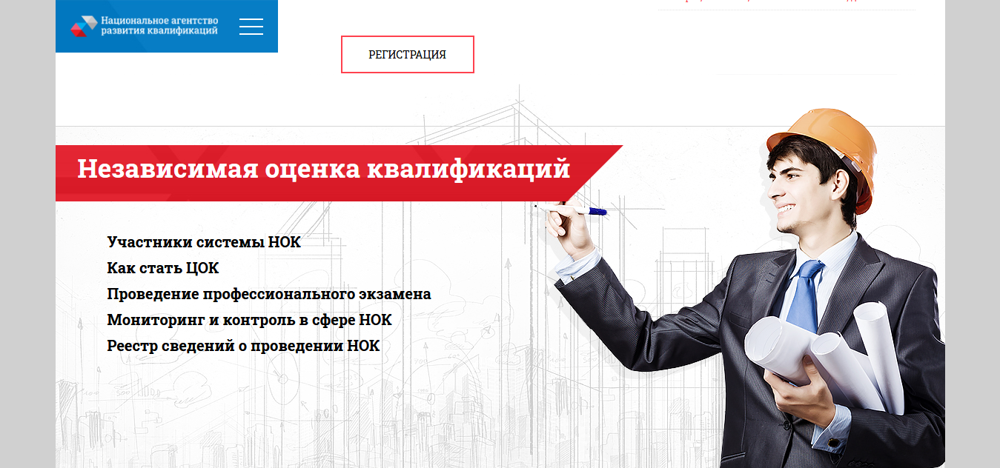 Национальное агентство
развития квалификаций
РЕГИСТРАЦИЯ
Независимая оценка квалификаций
Участники системы НОК
Как стать ЦОК
Проведение профессионального экзамена
Мониторинг и контроль в сфере НОК
Реестр сведений о проведении НОК